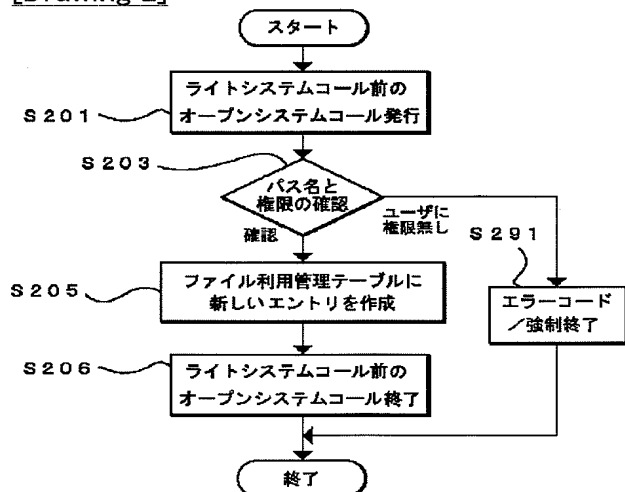 スタート
ライトシステムコール前の
オープンシステムコール発行
S201
S203
パス名と
権限の確認
確認
ユーザに
権限無し
S291
S205
ファイル利用管理テーブルに
新しいエントリを作成
エラーコード
/強制終了
S206
ライトシステムコール前の
オープンシステムコール終了
終了